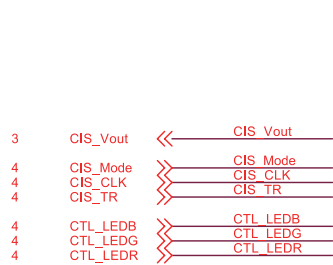 3 CIS_Vout CIS_Vout
4 CIS_Mode CIS_Mode
4 CIS_CLK CIS_CLK
4 CIS_TR CIS_TR
4 CTL_LEDB CTL_LEDB
4 CTL_LEDG CTL_LEDG
4 CTL_LEDR CTL_LEDR